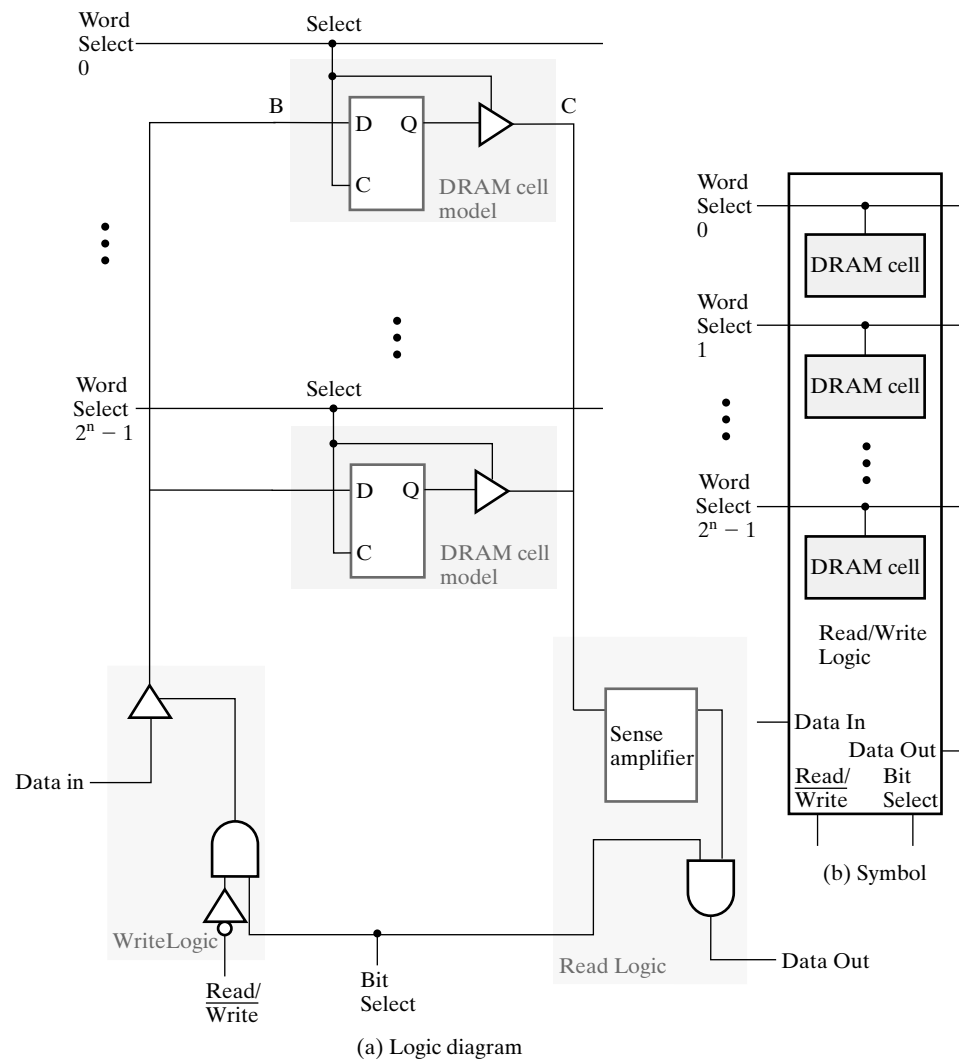 Word
Select
0
Select
B
C
D
Q
C
DRAM cell
model
Word
Select
2ⁿ − 1
Select
D
Q
C
DRAM cell
model
Data in
WriteLogic
Read/
Write
Bit
Select
Sense
amplifier
Read Logic
Data Out
(a) Logic diagram
Word
Select
0
DRAM cell
Word
Select
1
DRAM cell
Word
Select
2ⁿ − 1
DRAM cell
Read/Write
Logic
Data In
Data Out
Read/
Write
Bit
Select
(b) Symbol